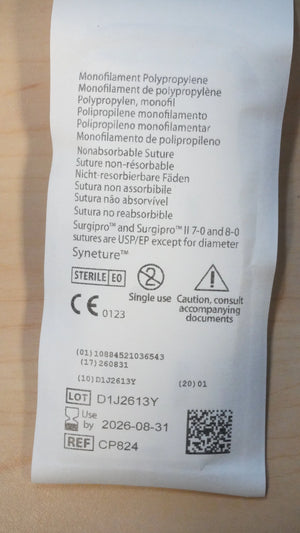 Monofilament Polypropylene
Monofilament de polypropylène
Polypropylen, monofil
Polipropilene monofilamento
Polipropileno monofilamentar
Monofilamento de polipropileno
Nonabsorbable Suture
Suture non-résorbable
Nicht-resorbierbare Fäden
Sutura non assorbibile
Sutura não absorvível
Sutura no reabsorbible
Surgipro™ and Surgipro™ II 7-0 and 8-0
sutures are USP/EP except for diameter
Syneture™
STERILE EO
2
!
CE 0123
Single use
Caution, consult
accompanying
documents
(01)10884521036543
(17)260831
(10)D1J2613Y (20)01
LOT D1J2613Y
Use
by 2026-08-31
REF CP824